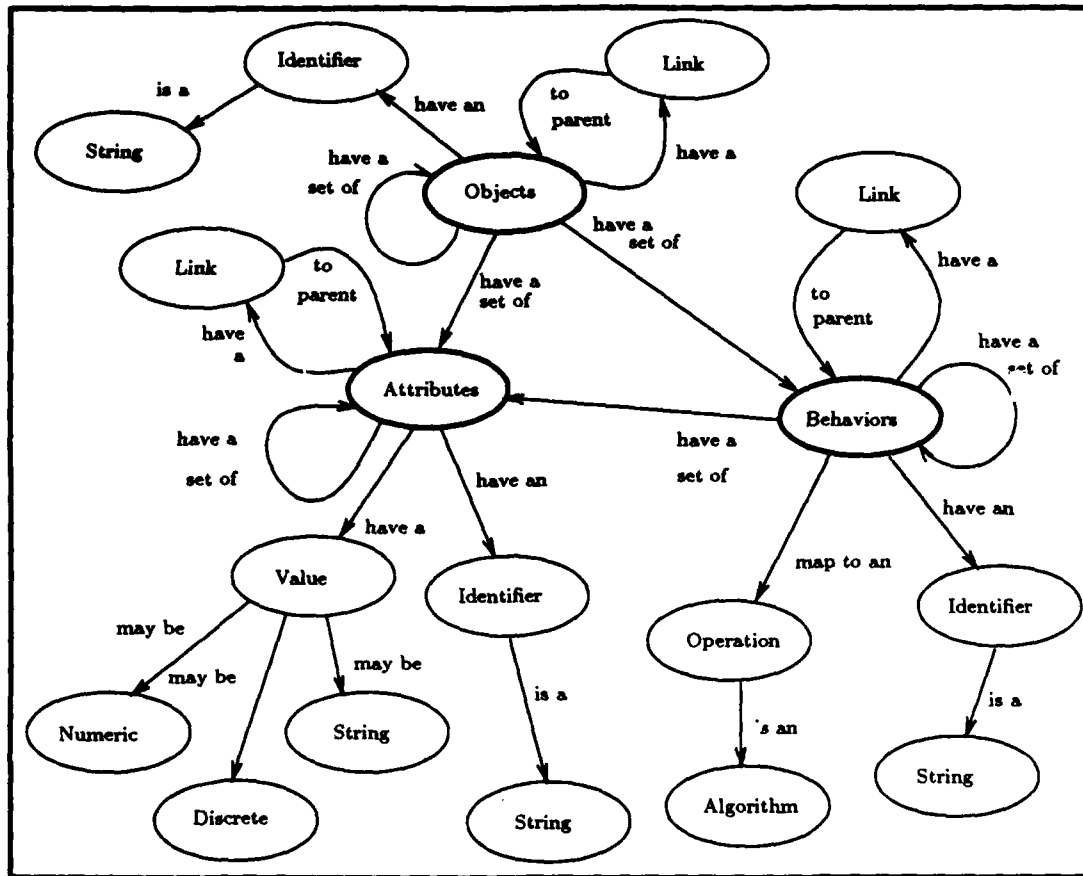 Identifier
Link
is a
to
parent
have an
String
have a
have a
set of
Objects
Link
have a
set of
Link
to
parent
have a
set of
have a
have
a
to
parent
have a
set of
Attributes
Behaviors
have a
set of
have a
set of
have an
have an
have a
map to an
Value
Identifier
Identifier
may be
Operation
may be
may be
is a
is a
Numeric
String
's an
String
Discrete
String
Algorithm